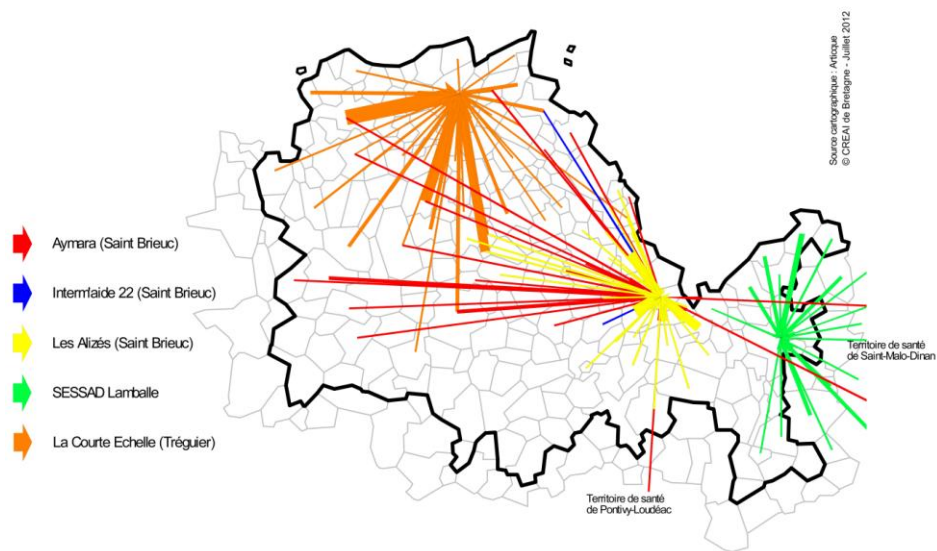 Source cartographique : Articque
© CREAI de Bretagne - Juillet 2012
Aymara (Saint Brieuc)
Interm'aide 22 (Saint Brieuc)
Les Alizés (Saint Brieuc)
SESSAD Lamballe
La Courte Echelle (Tréguier)
Territoire de santé
de Saint-Malo-Dinan
Territoire de santé
de Pontivy-Loudéac